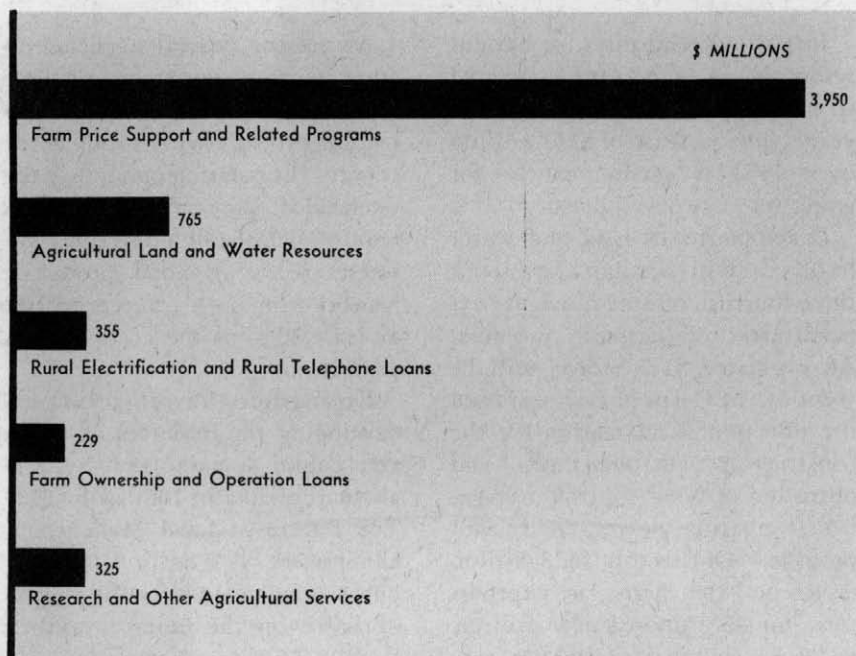 $ MILLIONS
3,950
Farm Price Support and Related Programs
765
Agricultural Land and Water Resources
355
Rural Electrification and Rural Telephone Loans
229
Farm Ownership and Operation Loans
325
Research and Other Agricultural Services